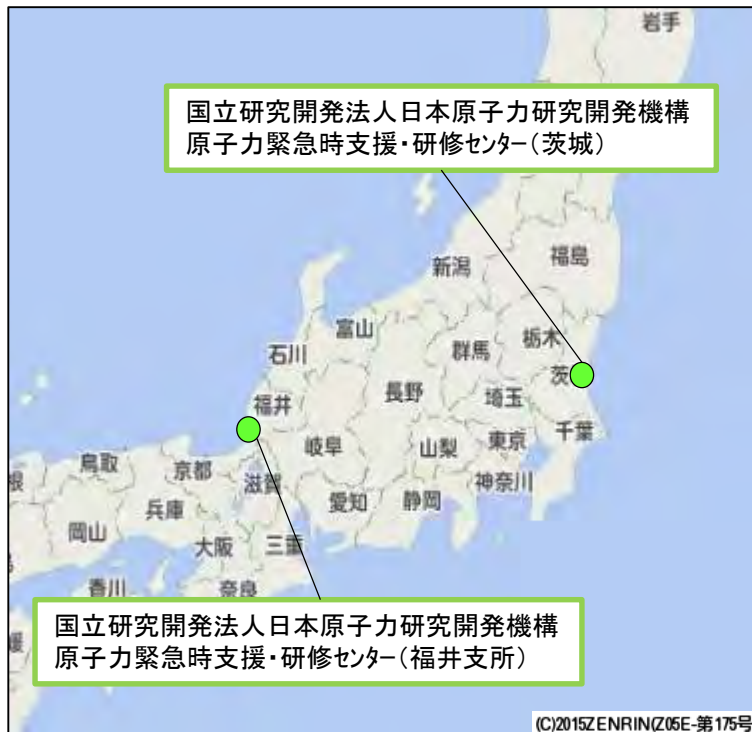 岩手
国立研究開発法人日本原子力研究開発機構
原子力緊急時支援・研修センター（茨城）
福島
新潟
富山
栃木
石川
群馬
茨
長野
福井
埼玉
千葉
岐阜
山梨
東京
鳥取
京都
滋賀
神奈川
愛知
静岡
兵庫
岡山
大阪
三重
香川
奈良
国立研究開発法人日本原子力研究開発機構
原子力緊急時支援・研修センター（福井支所）
(C)2015ZENRIN(Z05E-第175号